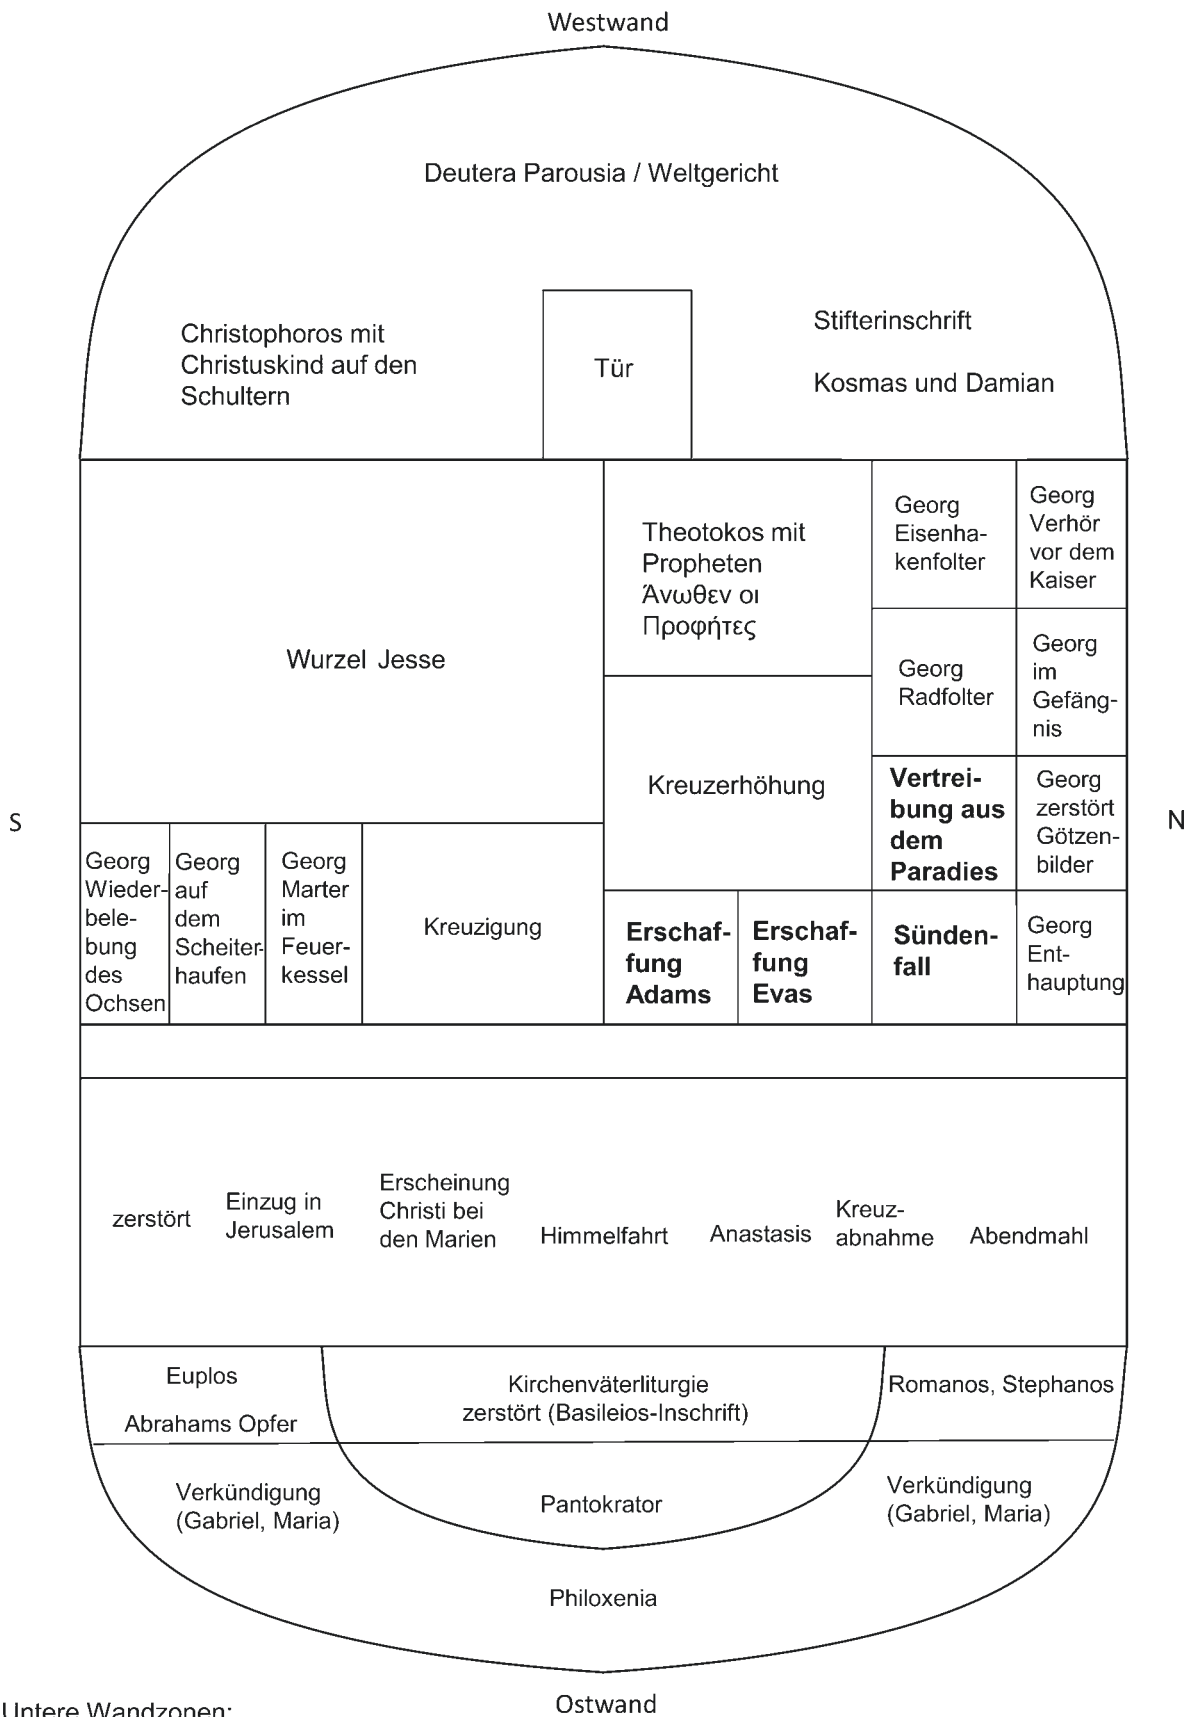 Westwand
Deutera Parousia / Weltgericht
Christophoros mit
Christuskind auf den
Schultern
Tür
Stifterinschrift
Kosmas und Damian
Wurzel Jesse
Theotokos mit
Propheten
Άνωθεν οι
Προφήτες
Georg
Eisenha-
kenfolter
Georg
Verhör
vor dem
Kaiser
Georg
Radfolter
Georg
im
Gefäng-
nis
Kreuzerhöhung
Vertrei-
bung aus
dem
Paradies
Georg
zerstört
Götzen-
bilder
S
N
Georg
Wieder-
bele-
bung
des
Ochsen
Georg
auf
dem
Scheiter-
haufen
Georg
Marter
im
Feuer-
kessel
Kreuzigung
Erschaf-
fung
Adams
Erschaf-
fung
Evas
Sünden-
fall
Georg
Ent-
hauptung
zerstört
Einzug in
Jerusalem
Erscheinung
Christi bei
den Marien
Himmelfahrt
Anastasis
Kreuz-
abnahme
Abendmahl
Euplos
Abrahams Opfer
Kirchenväterliturgie
zerstört (Basileios-Inschrift)
Romanos, Stephanos
Verkündigung
(Gabriel, Maria)
Pantokrator
Verkündigung
(Gabriel, Maria)
Philoxenia
Ostwand
Untere Wandzonen: